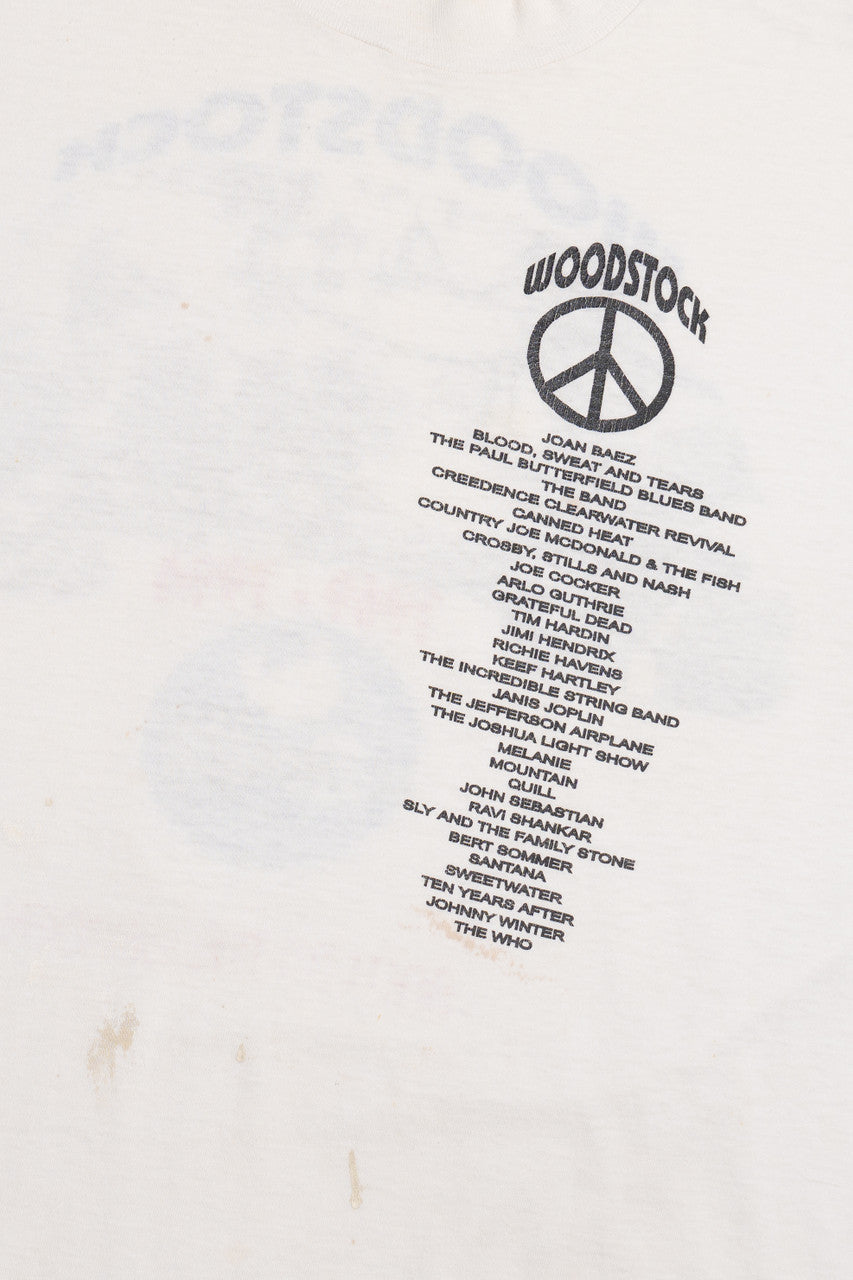 WOODSTOCK
WOODSTOCK
JOAN BAEZ
BLOOD, SWEAT AND TEARS
THE PAUL BUTTERFIELD BLUES BAND
THE BAND
CREEDENCE CLEARWATER REVIVAL
CANNED HEAT
COUNTRY JOE MCDONALD & THE FISH
CROSBY, STILLS AND NASH
JOE COCKER
ARLO GUTHRIE
GRATEFUL DEAD
TIM HARDIN
JIMI HENDRIX
RICHIE HAVENS
KEEF HARTLEY
THE INCREDIBLE STRING BAND
JANIS JOPLIN
THE JEFFERSON AIRPLANE
THE JOSHUA LIGHT SHOW
MELANIE
MOUNTAIN
QUILL
JOHN SEBASTIAN
RAVI SHANKAR
SLY AND THE FAMILY STONE
BERT SOMMER
SANTANA
SWEETWATER
TEN YEARS AFTER
JOHNNY WINTER
THE WHO